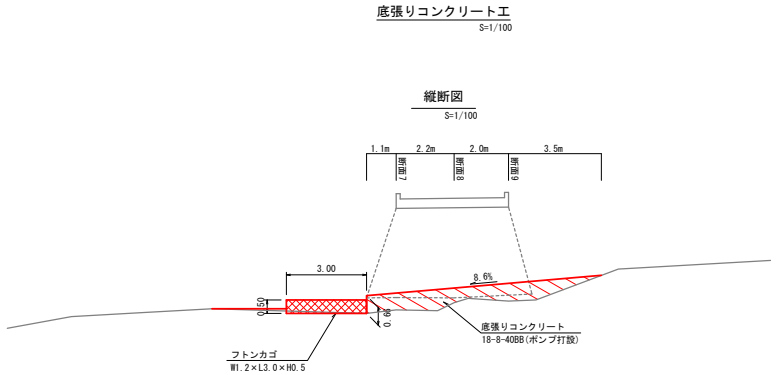 底張りコンクリート工
S=1/100
縦断図
S=1/100
1.1m 2.2m 2.0m 3.5m
断面7 断面8 断面9
3.00
8.6%
0.50
0.66
底張りコンクリート
18-8-40BB(ポンプ打設)
フトンカゴ
W1.2×L3.0×H0.5